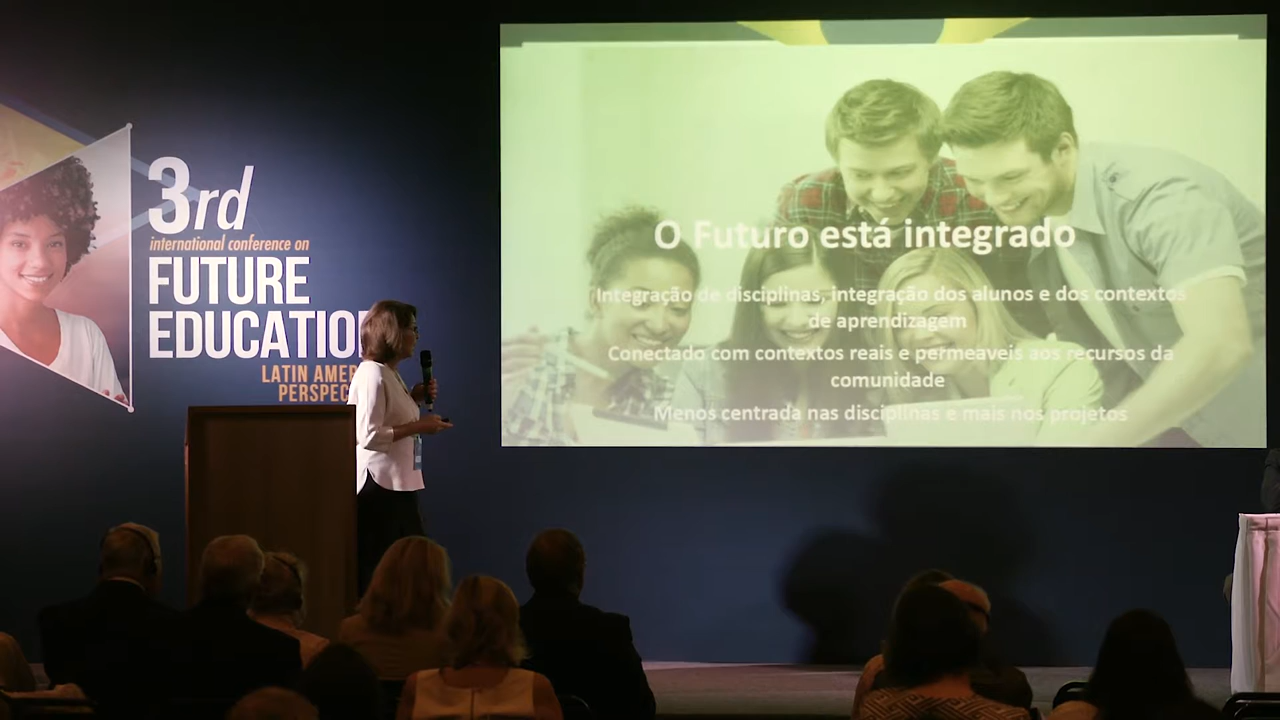 3rd
international conference on
FUTURE
EDUCATIO
LATIN AMER
PERSPEC
O Futuro está integrado
Integração de disciplinas, integração dos alunos e dos contextos
de aprendizagem
Conectado com contextos reais e permeaveis aos recursos da
comunidade
Menos centrada nas disciplinas e mais nos projetos